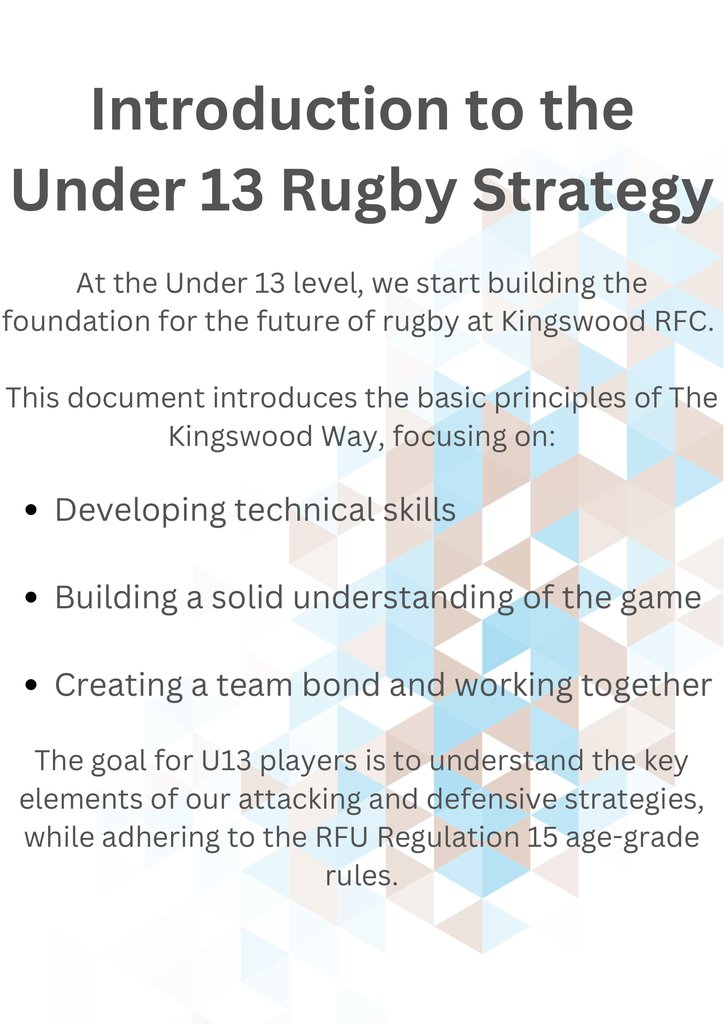 Introduction to the
Under 13 Rugby Strategy
At the Under 13 level, we start building the
foundation for the future of rugby at Kingswood RFC.
This document introduces the basic principles of The
Kingswood Way, focusing on:
• Developing technical skills
• Building a solid understanding of the game
• Creating a team bond and working together
The goal for U13 players is to understand the key
elements of our attacking and defensive strategies,
while adhering to the RFU Regulation 15 age-grade
rules.